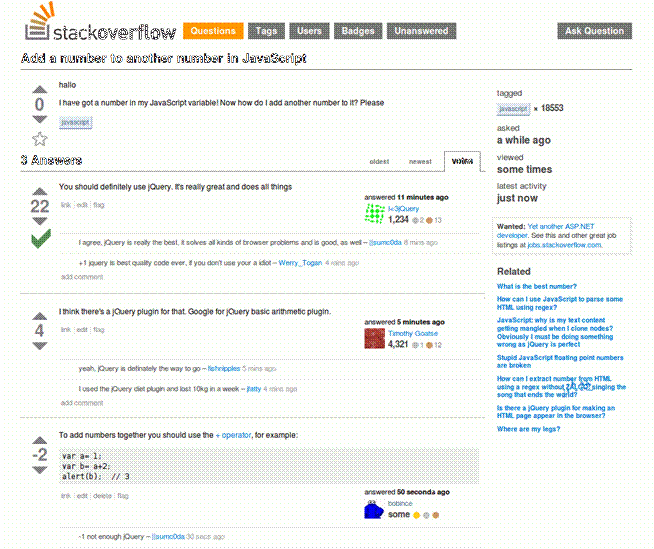 stackoverflow
Questions
Tags
Users
Badges
Unanswered
Ask Question
Add a number to another number in JavaScript
0
hallo
I have got a number in my JavaScript variable! Now how do I add another number to it? Please
javascript
3 Answers
oldest
newest
votes
22
You should definitely use jQuery. It's really great and does all things
link | edit | flag
answered 11 minutes ago
I<3jQuery
1,234 2 13
I agree, jQuery is really the best, it solves all kinds of browser problems and is good, as well – jjsumc0da 8 mins ago
+1 jquery is best quality code ever, if you don't use your a idiot – Werry_Togan 4 mins ago
add comment
4
I think there's a jQuery plugin for that. Google for jQuery basic arithmetic plugin.
link | edit | flag
answered 5 minutes ago
Timothy Goatse
4,321 1 12
yeah, jQuery is definately the way to go – fishnipples 5 mins ago
I used the jQuery diet plugin and lost 10kg in a week – jfatty 4 mins ago
add comment
-2
To add numbers together you should use the + operator, for example:
var a= 1;
var b= a+2;
alert(b); // 3
link | edit | delete | flag
answered 50 seconds ago
bobince
some
-1 not enough jQuery – jjsumc0da 30 secs ago
tagged
javascript × 18553
asked
a while ago
viewed
some times
latest activity
just now
Wanted: Yet another ASP.NET
developer. See this and other great job
listings at jobs.stackoverflow.com.
Related
What is the best number?
How can I use JavaScript to parse some
HTML using regex?
JavaScript: why is my text content
getting mangled when I clone nodes?
Obviously I must be doing something
wrong as jQuery is perfect
Stupid JavaScript floating point numbers
are broken
How can I extract number from HTML
using a regex without singing the
song that ends the world?
Is there a jQuery plugin for making an
HTML page appear in the browser?
Where are my legs?